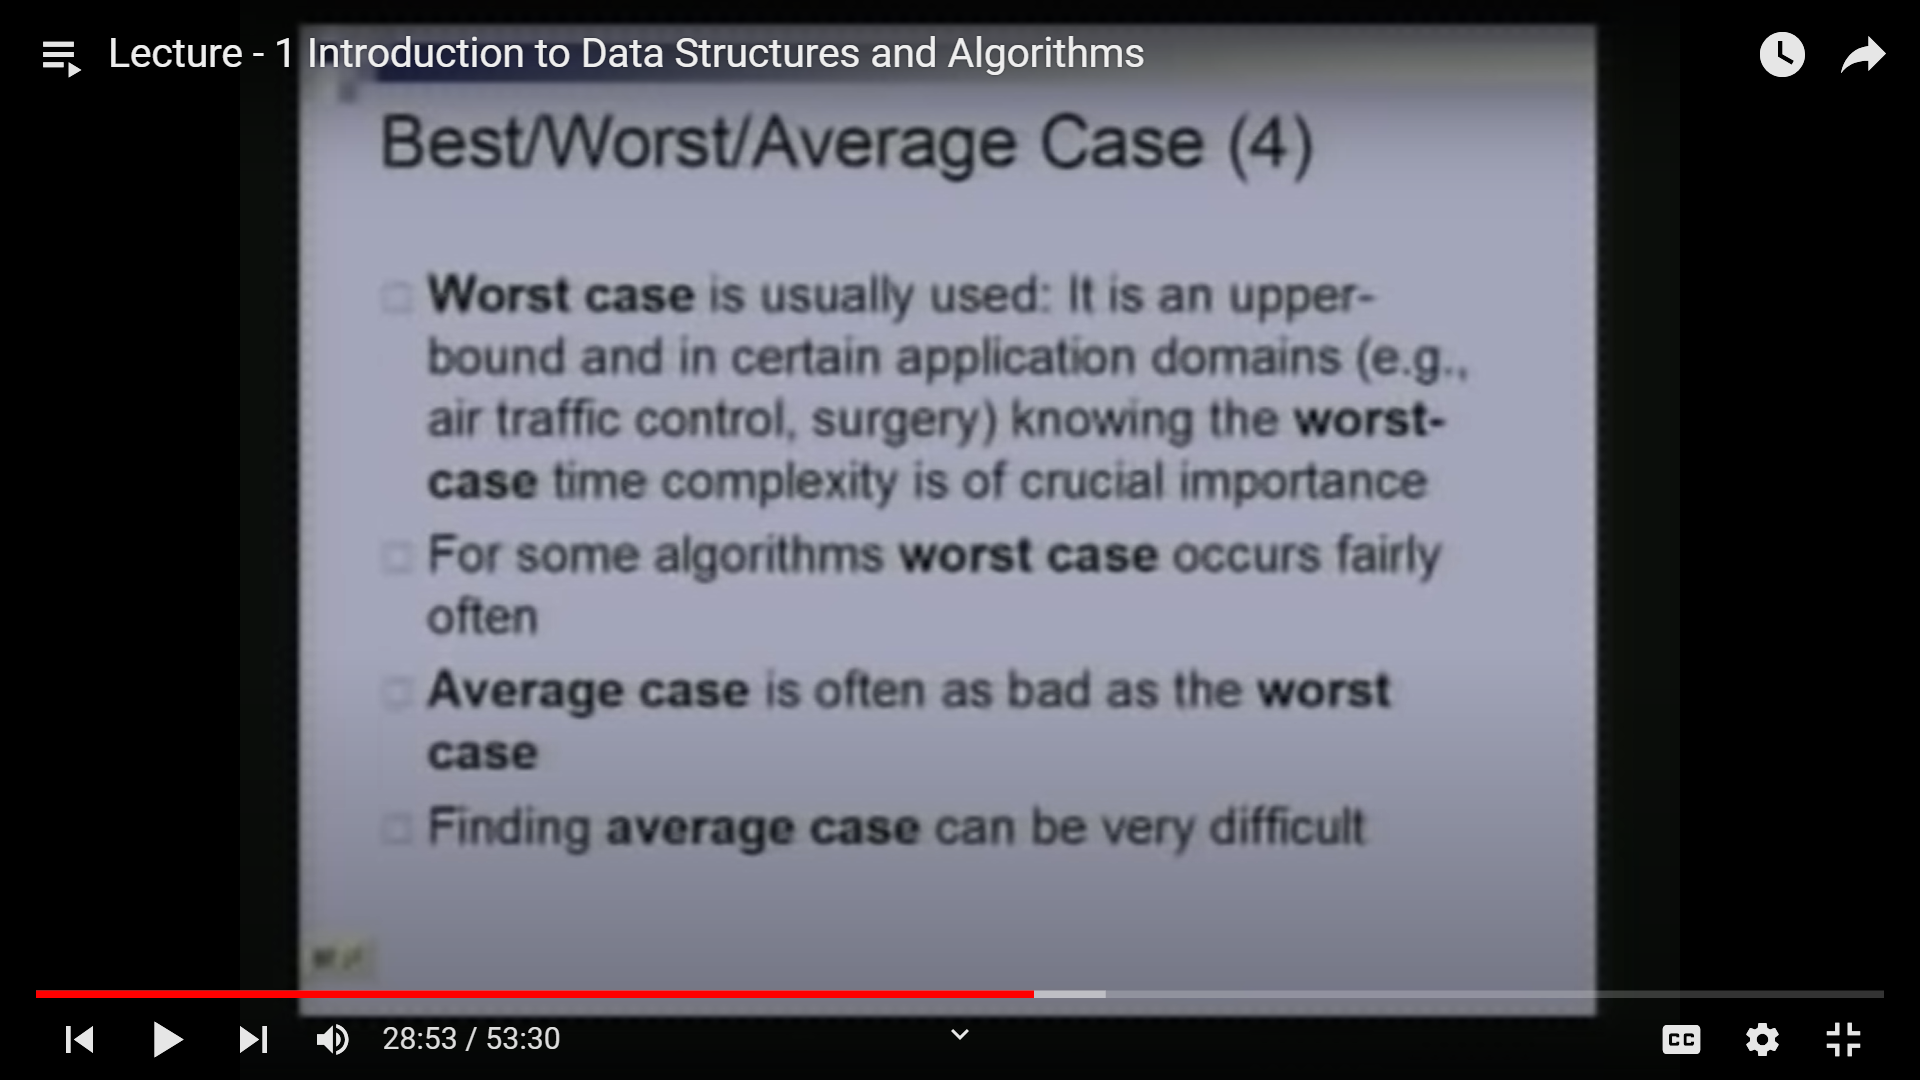 Lecture - 1 Introduction to Data Structures and Algorithms
Best/Worst/Average Case (4)
Worst case is usually used: It is an upper-
bound and in certain application domains (e.g.,
air traffic control, surgery) knowing the worst-
case time complexity is of crucial importance
For some algorithms worst case occurs fairly
often
Average case is often as bad as the worst
case
Finding average case can be very difficult
28:53 / 53:30
CC